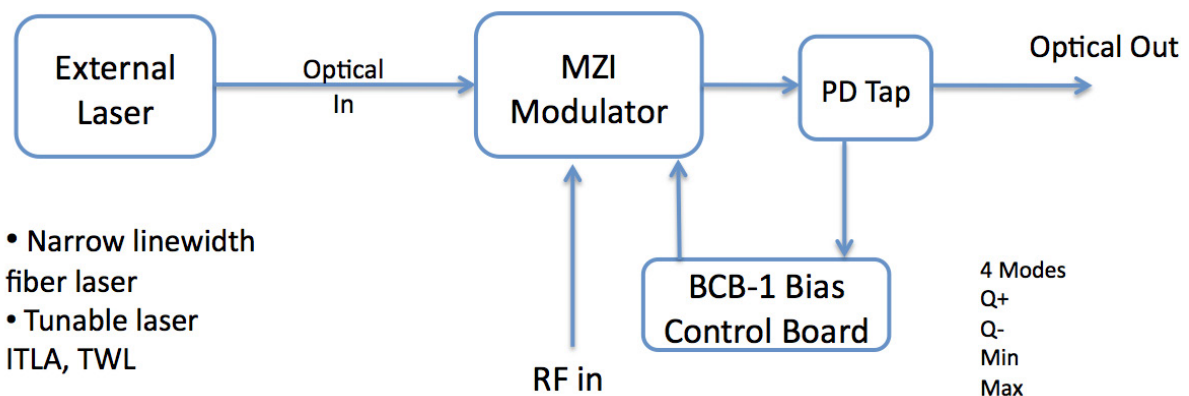 External
Laser
Optical
In
MZI
Modulator
PD Tap
Optical Out
• Narrow linewidth
fiber laser
• Tunable laser
ITLA, TWL
RF in
BCB-1 Bias
Control Board
4 Modes
Q+
Q-
Min
Max